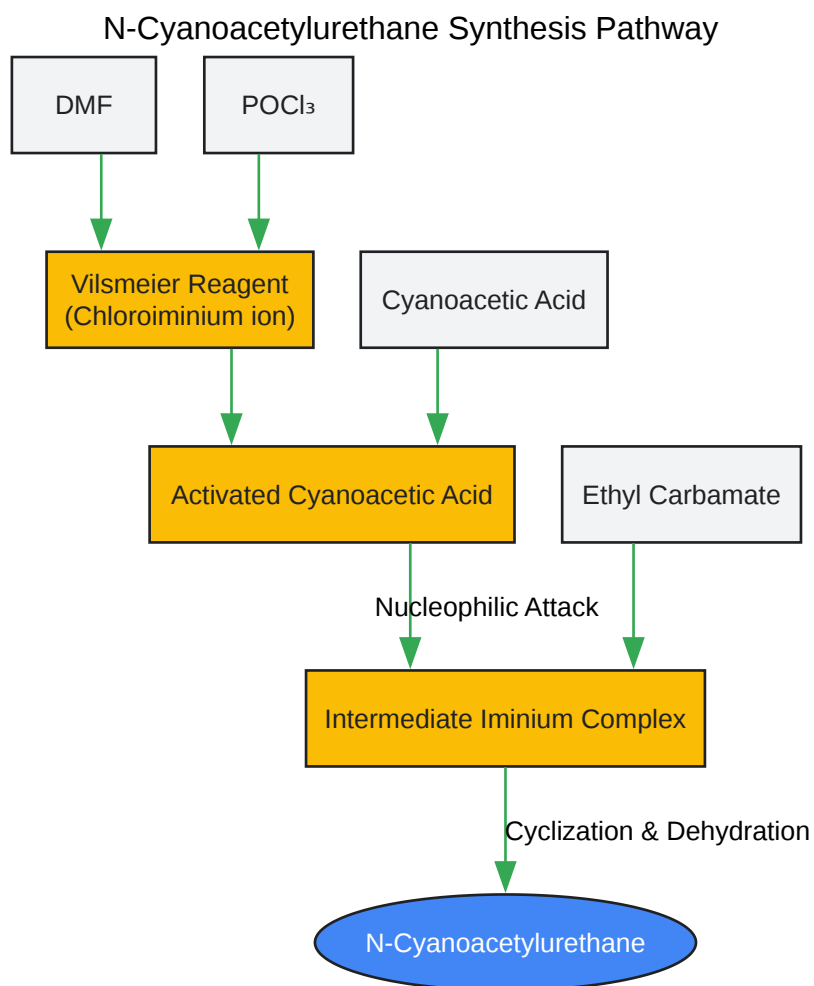 N-Cyanoacetylurethane Synthesis Pathway
DMF
POCl₃
Vilsmeier Reagent
(Chloroiminium ion)
Cyanoacetic Acid
Activated Cyanoacetic Acid
Ethyl Carbamate
Nucleophilic Attack
Intermediate Iminium Complex
Cyclization & Dehydration
N-Cyanoacetylurethane